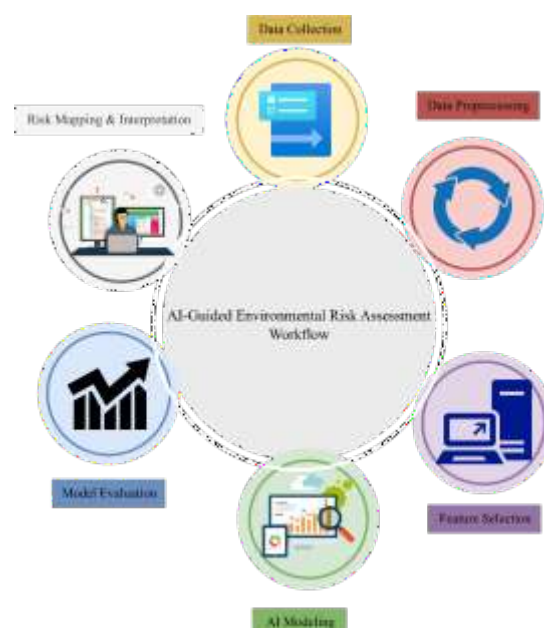 Data Collection
Risk Mapping & Interpretation
Data Preprocessing
AI-Guided Environmental Risk Assessment
Workflow
Model Evaluation
Feature Selection
AI Modeling